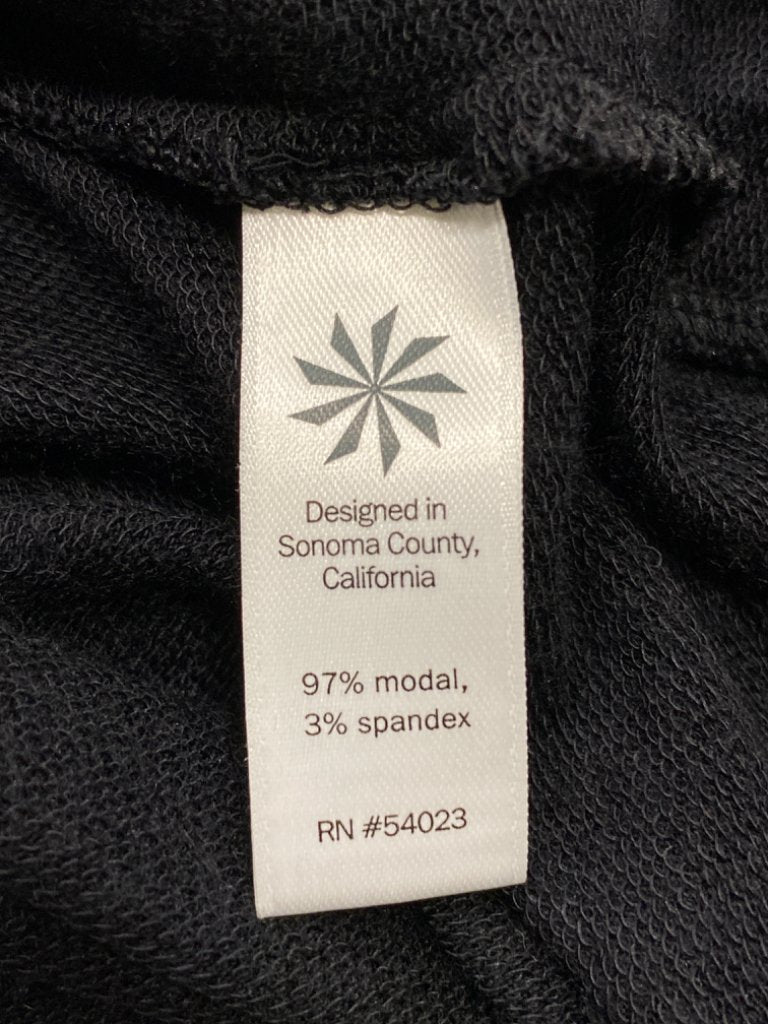 Designed in
Sonoma County,
California
97% modal,
3% spandex
RN #54023